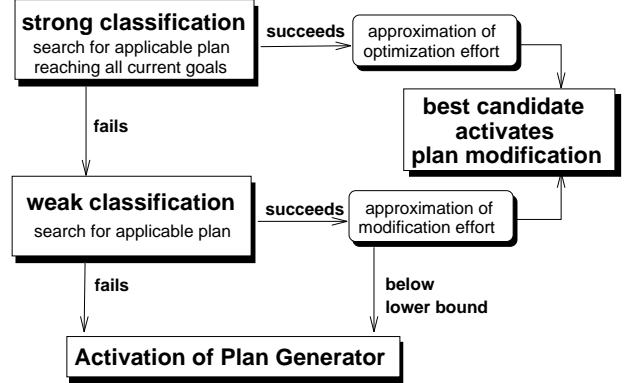 strong classification
search for applicable plan
reaching all current goals
succeeds
approximation of
optimization effort
fails
best candidate
activates
plan modification
weak classification
search for applicable plan
succeeds
approximation of
modification effort
fails
below
lower bound
Activation of Plan Generator